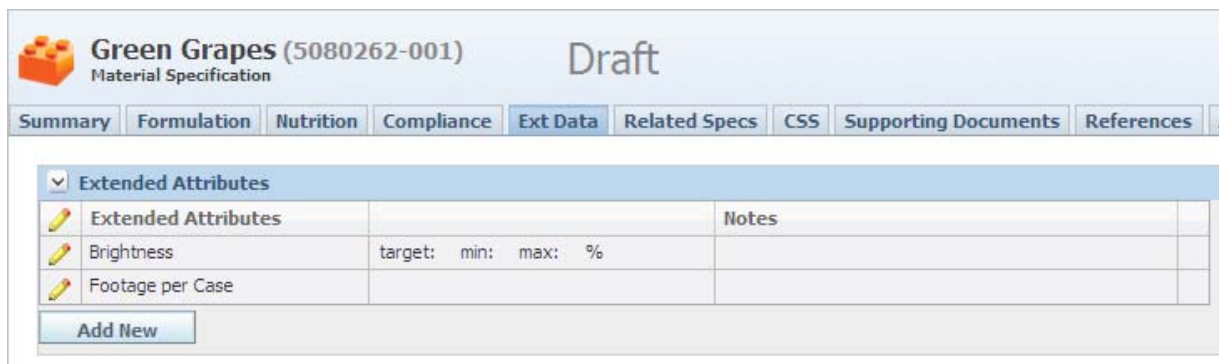 Green Grapes (5080262-001) Draft
Material Specification
Summary Formulation Nutrition Compliance Ext Data Related Specs CSS Supporting Documents References
Extended Attributes
Extended Attributes Notes
Brightness target: min: max: %
Footage per Case
Add New